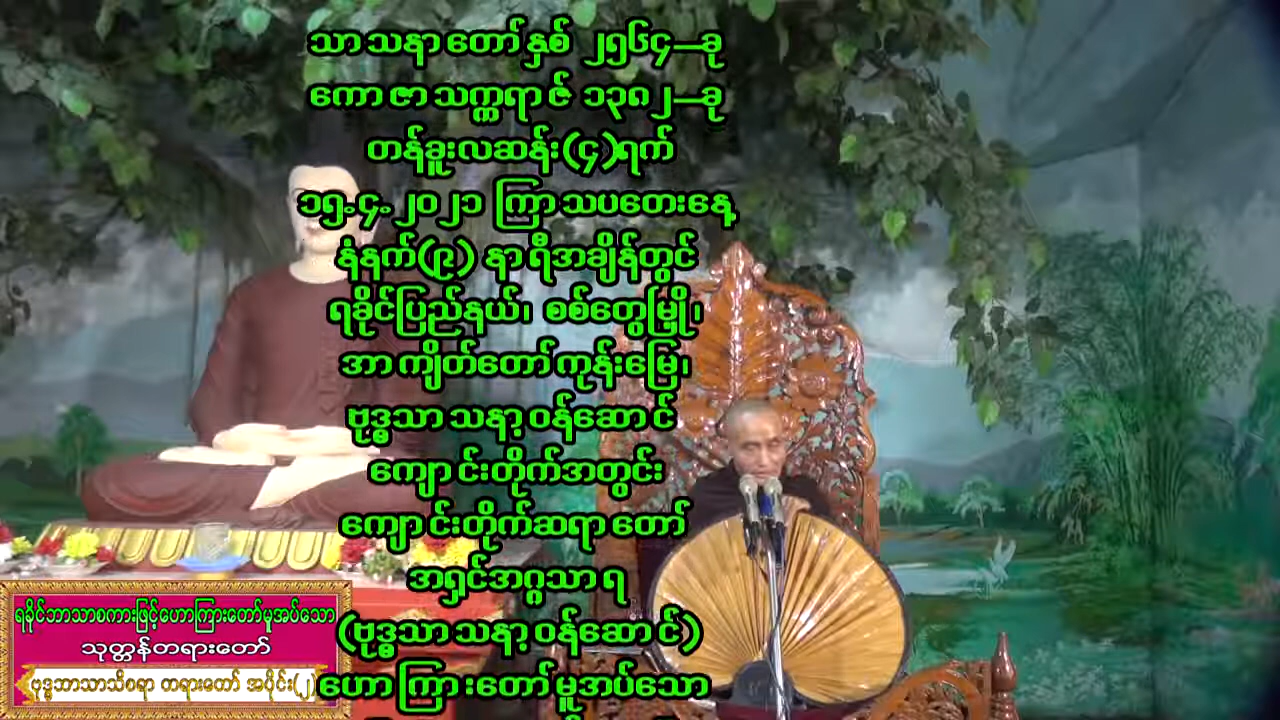 သာသနာတော်နှစ် ၂၅၆၄—ခု
ကောဇာသက္ကရာဇ် ၁၃၈၂—ခု
တန်ခူးလဆန်း(၄)ရက်
၁၅.၄.၂၀၂၁ ကြာသပတေးနေ့
နံနက်(၉) နာရီအချိန်တွင်
ရခိုင်ပြည်နယ်၊ စစ်တွေမြို့၊
အာကျိတ်တော်ကုန်းမြေ၊
ဗုဒ္ဓသာသနာ့ဝန်ဆောင်
ကျောင်းတိုက်အတွင်း
ကျောင်းတိုက်ဆရာတော်
အရှင်အဂ္ဂသာရ
(ဗုဒ္ဓသာသနာ့ဝန်ဆောင်)
ဟောကြားတော်မူအပ်သော
ရခိုင်ဘာသာစကားဖြင့်ဟောကြားတော်မူအပ်သော
သုတ္တန်တရားတော်
ဗုဒ္ဓဘာသာသိစရာ တရားတော် အပိုင်း(၂)